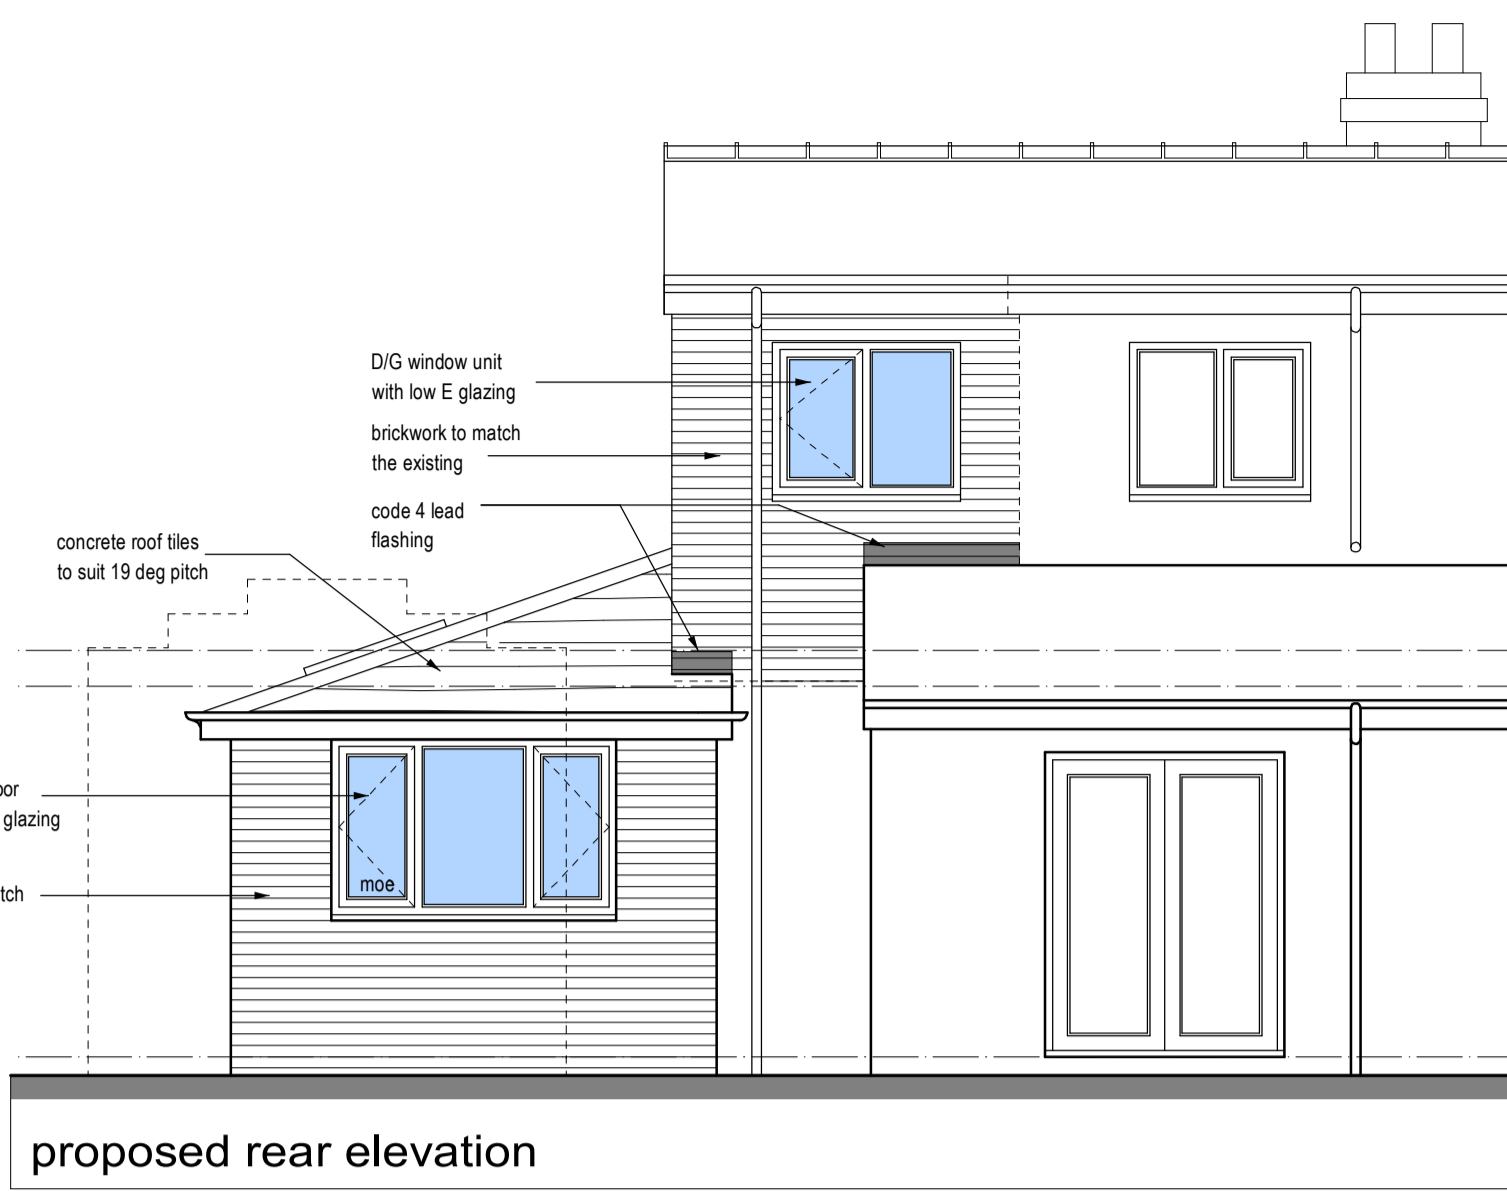 D/G window unit
with low E glazing
brickwork to match
the existing
code 4 lead
flashing
concrete roof tiles
to suit 19 deg pitch
oor
glazing
moe
tch
proposed rear elevation